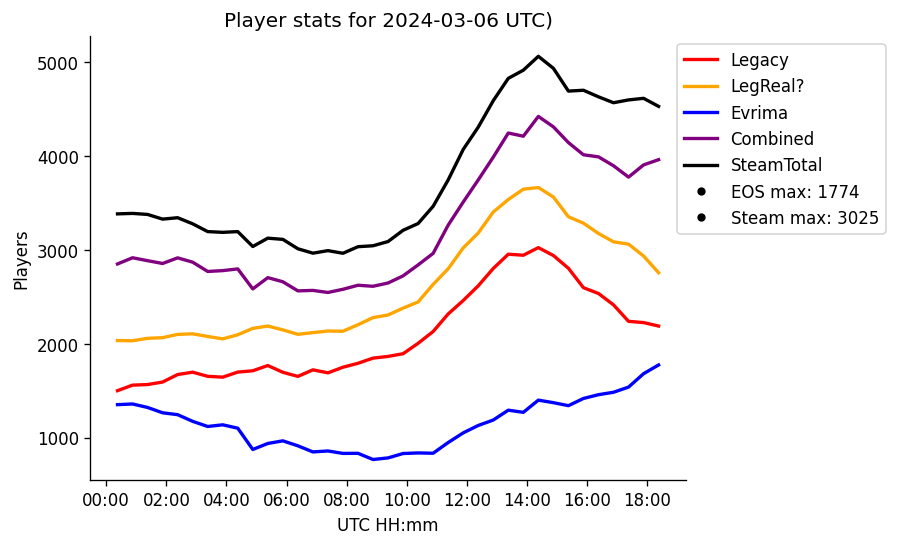 Player stats for 2024-03-06 UTC)
5000
4000
3000
2000
1000
Players
00:00 02:00 04:00 06:00 08:00 10:00 12:00 14:00 16:00 18:00
UTC HH:mm
Legacy
LegReal?
Evrima
Combined
SteamTotal
EOS max: 1774
Steam max: 3025